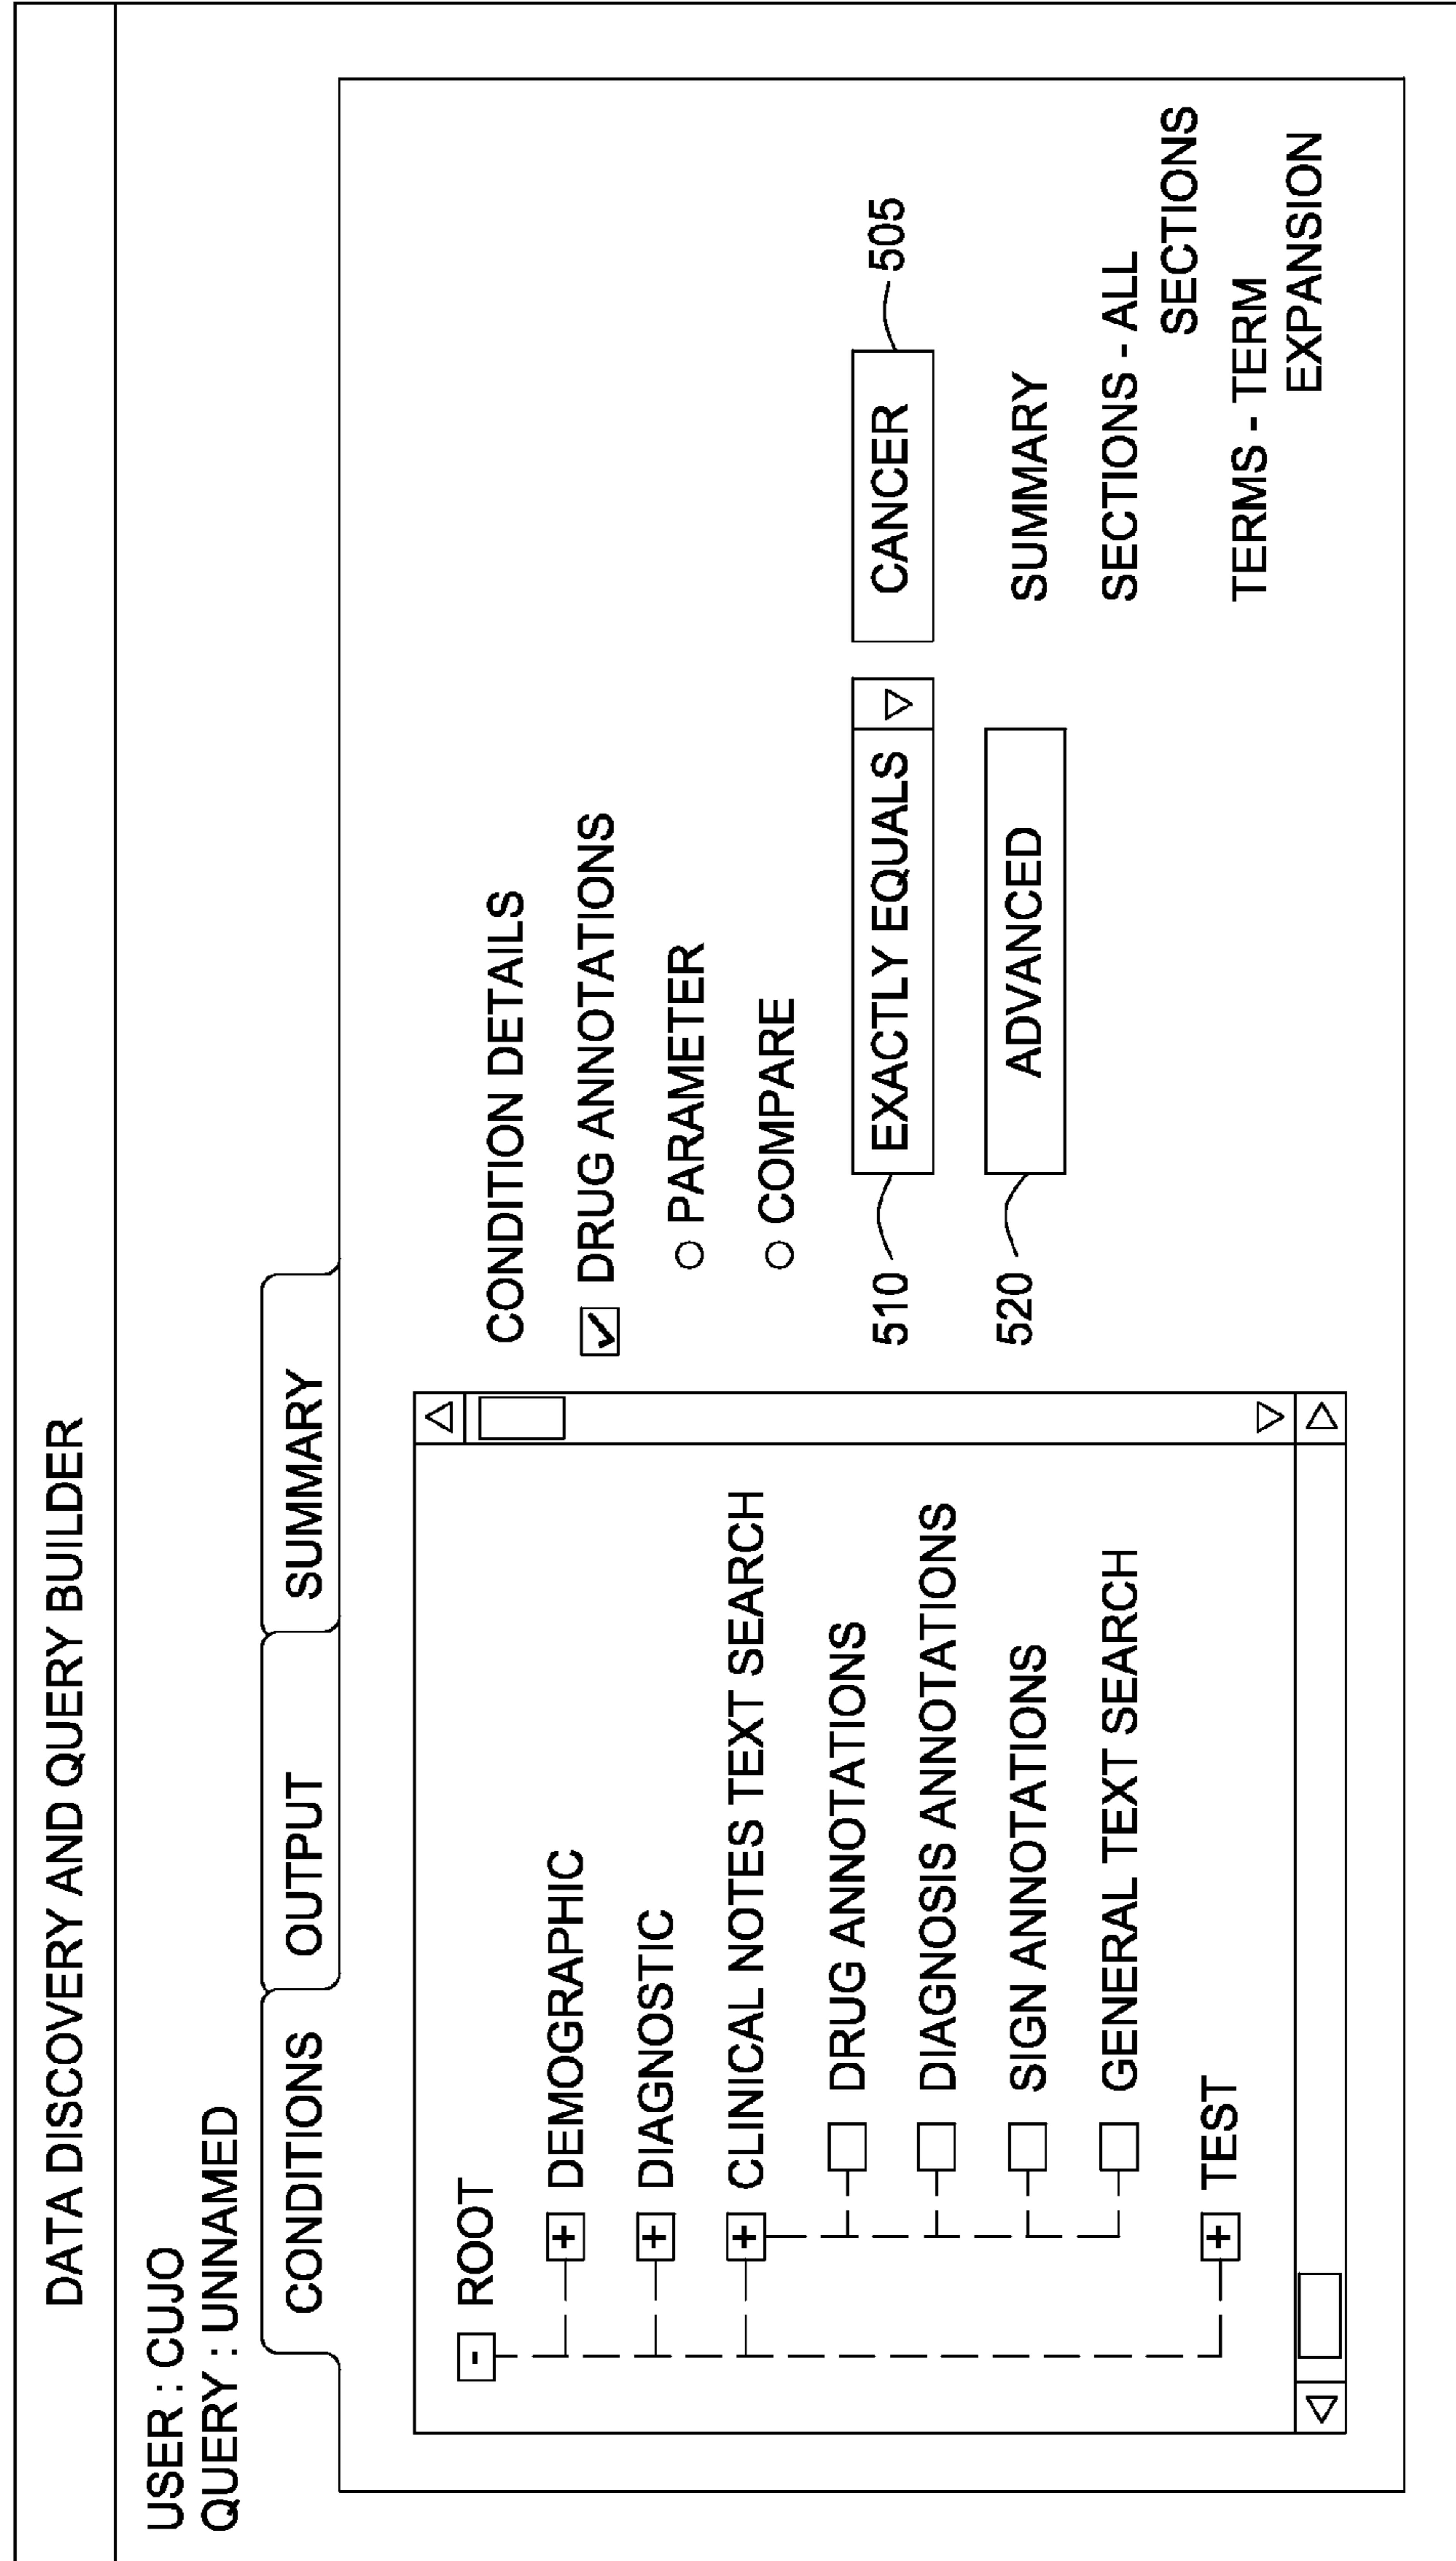 DATA DISCOVERY AND QUERY BUILDER
USER : CUJO
QUERY : UNNAMED
CONDITIONS
OUTPUT
SUMMARY
- ROOT
+ DEMOGRAPHIC
+ DIAGNOSTIC
+ CLINICAL NOTES TEXT SEARCH
DRUG ANNOTATIONS
DIAGNOSIS ANNOTATIONS
SIGN ANNOTATIONS
GENERAL TEXT SEARCH
+ TEST
CONDITION DETAILS
DRUG ANNOTATIONS
PARAMETER
COMPARE
510
EXACTLY EQUALS
CANCER
505
520
ADVANCED
SUMMARY
SECTIONS - ALL
SECTIONS
TERMS - TERM
EXPANSION